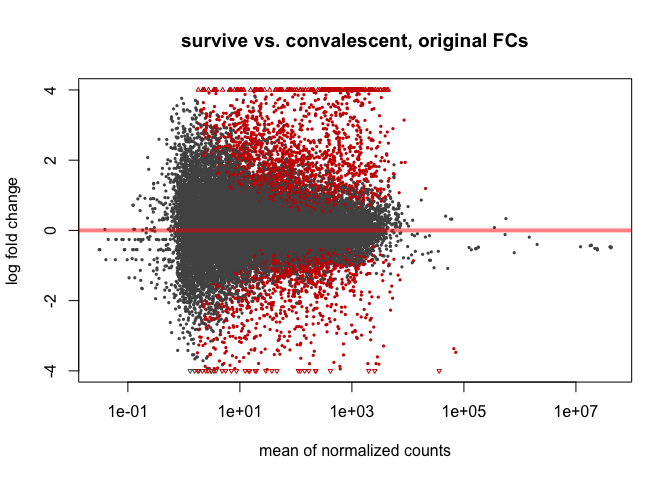 survive vs. convalescent, original FCs
log fold change
4
2
0
-2
-4
1e-01
1e+01
1e+03
1e+05
1e+07
mean of normalized counts